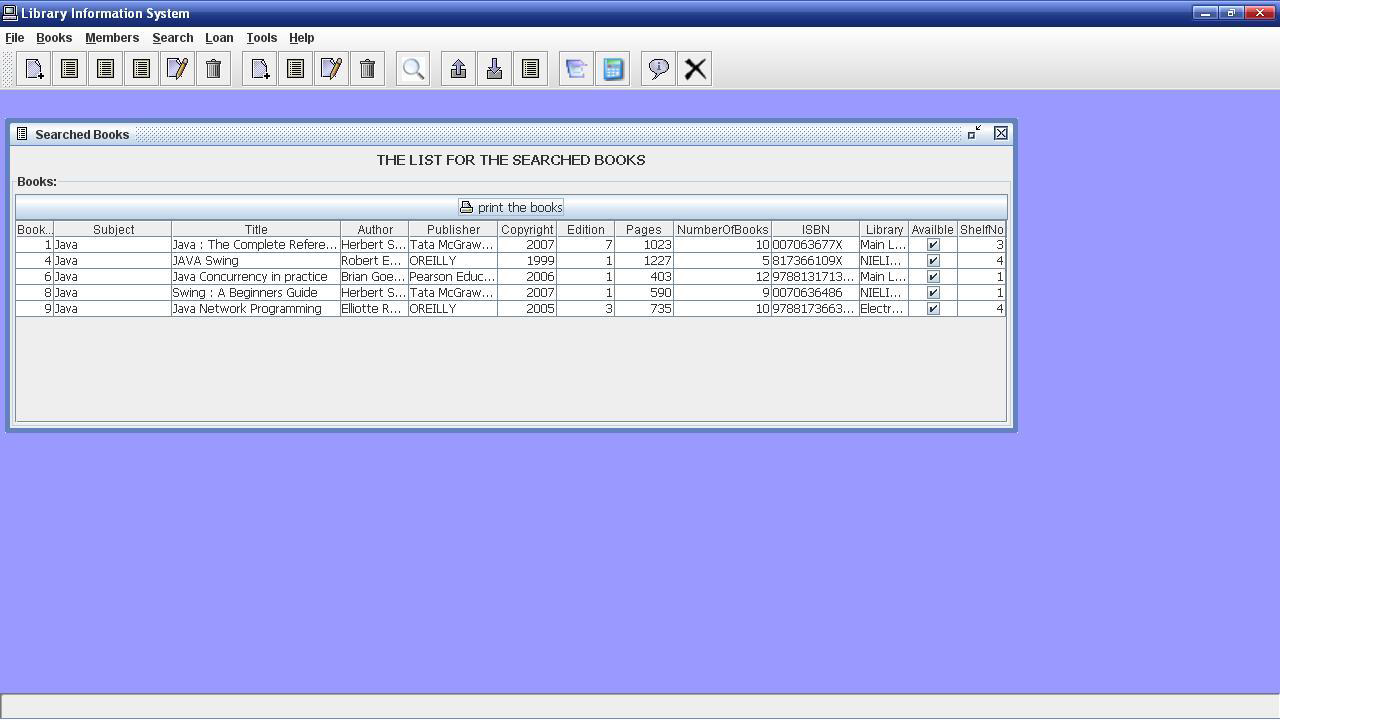 Library Information System
File Books Members Search Loan Tools Help
Searched Books
THE LIST FOR THE SEARCHED BOOKS
Books:
print the books
Book... Subject Title Author Publisher Copyright Edition Pages NumberOfBooks ISBN Library Availble ShelfNo
1 Java Java : The Complete Refere... Herbert S... Tata McGraw... 2007 7 1023 10 007063677X Main L... 3
4 Java JAVA Swing Robert E... OREILLY 1999 1 1227 5 817366109X NIELI... 4
6 Java Java Concurrency in practice Brian Goe... Pearson Educ... 2006 1 403 12 9788131713... Main L... 1
8 Java Swing : A Beginners Guide Herbert S... Tata McGraw... 2007 1 590 9 0070636486 NIELI... 1
9 Java Java Network Programming Elliotte R... OREILLY 2005 3 735 10 9788173663... Electr... 4